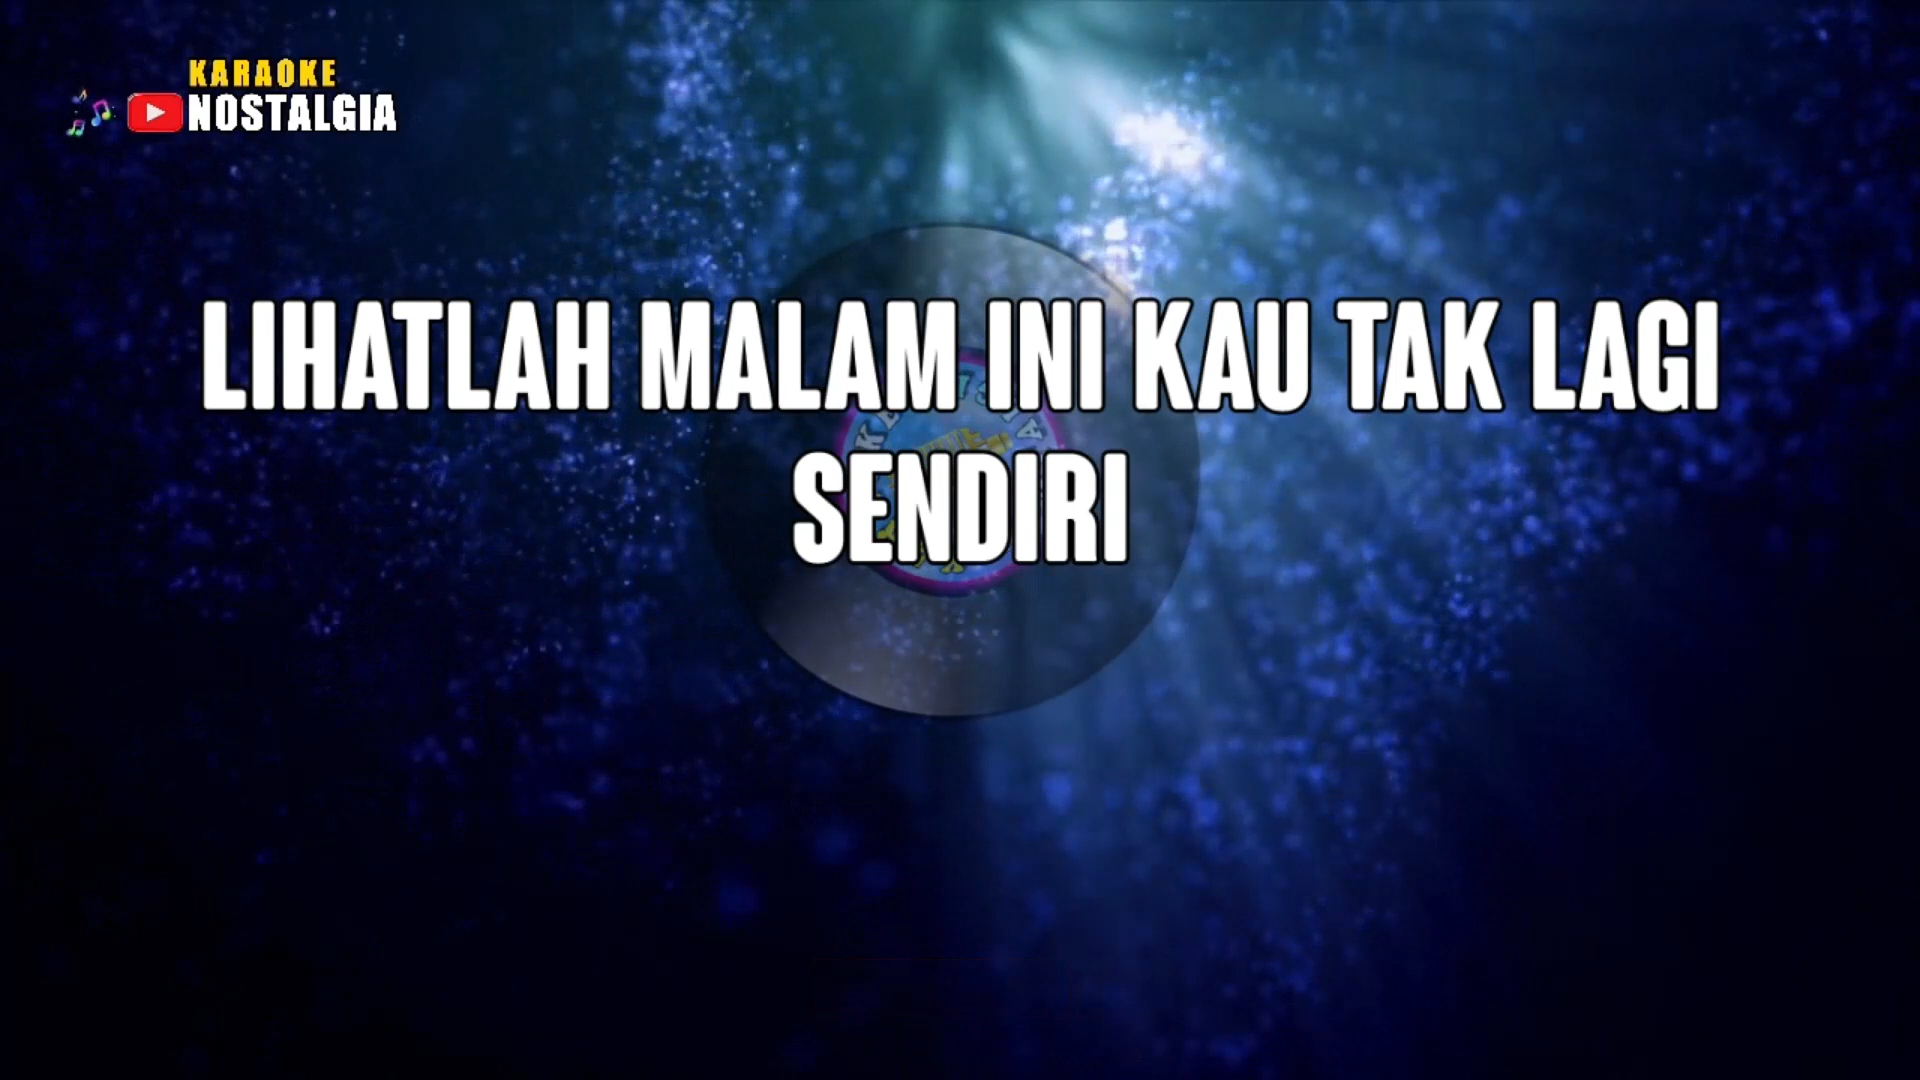 KARAOKE
NOSTALGIA
LIHATLAH MALAM INI KAU TAK LAGI
SENDIRI